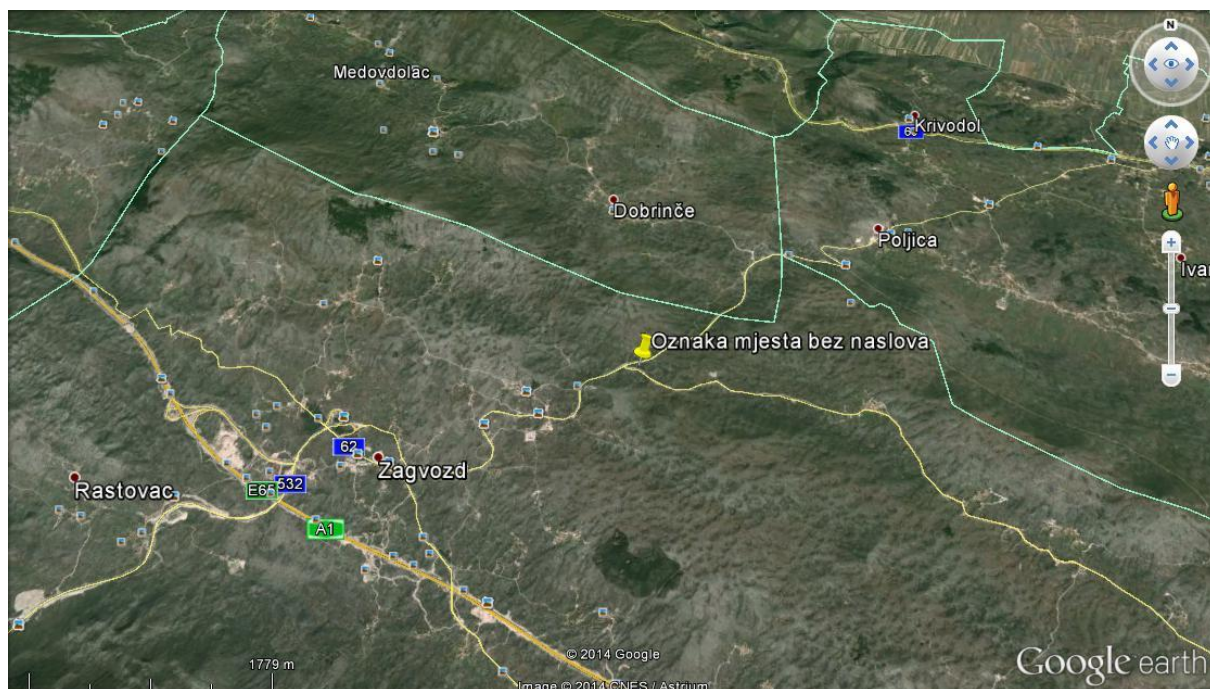 N
Medovdolac
Krivodol
Dobrinče
Poljica
Oznaka mjesta bez naslova
62
Zagvozd
Rastovac
E65
532
A1
1779 m
© 2014 Google
Image © 2014 CNES / Astrium
Google earth